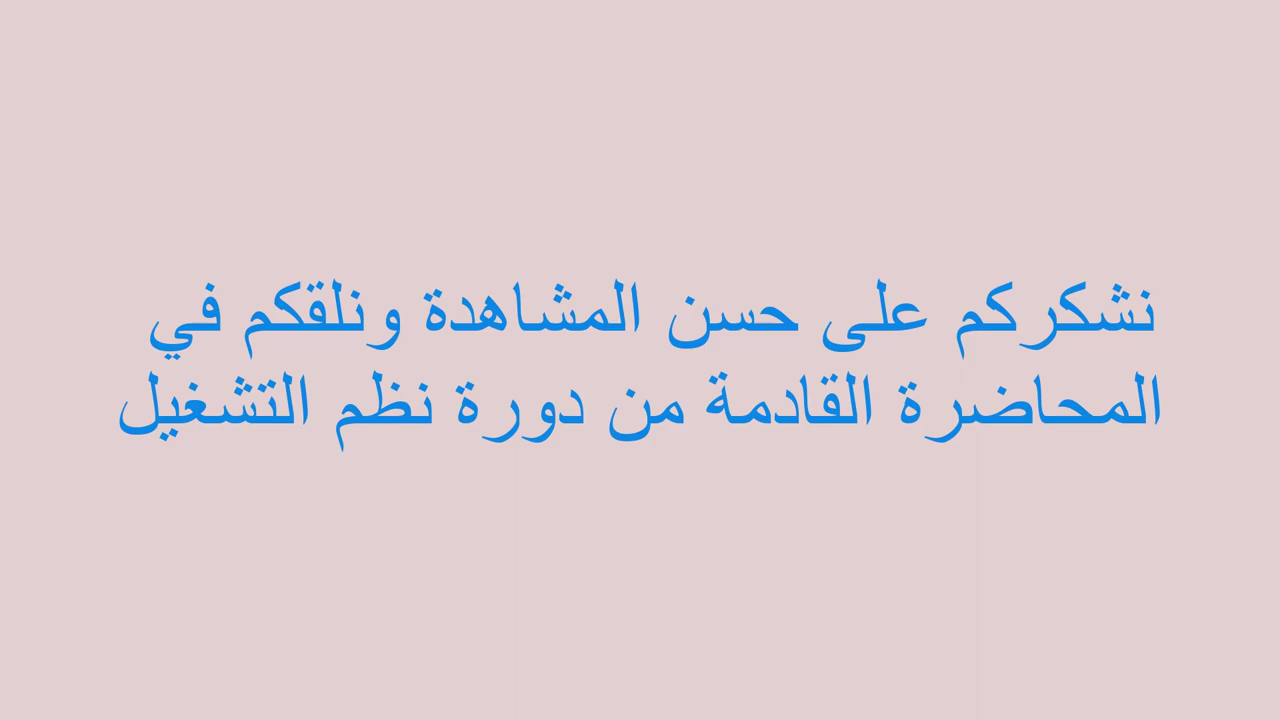 نشكركم على حسن المشاهدة ونلقكم في
المحاضرة القادمة من دورة نظم التشغيل